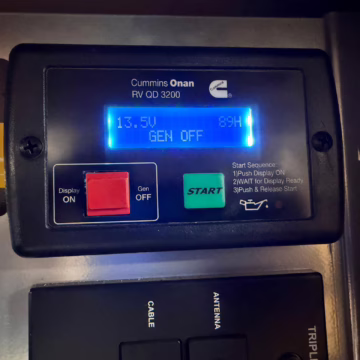 Cummins Onan
RV QD 3200
13.5V 89H
GEN OFF
Display
ON
Gen
OFF
START
Start Sequence
1)Push Display ON
2)WAIT for Display Ready
3)Push & Release Start
CABLE
ANTENNA
TRIPL